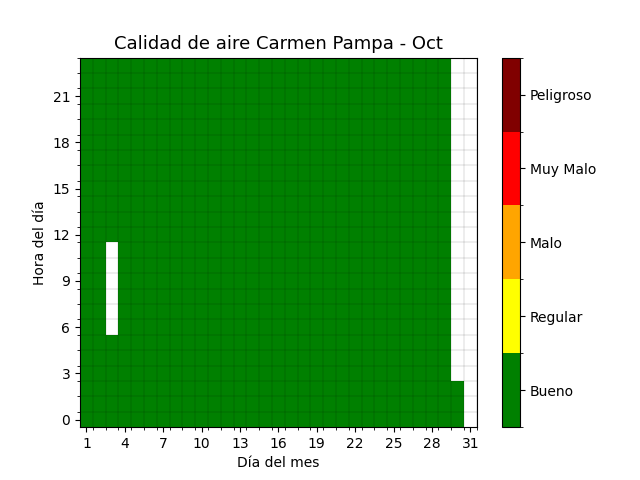 Calidad de aire Carmen Pampa - Oct
Hora del día
21
18
15
12
9
6
3
0
1 4 7 10 13 16 19 22 25 28 31
Día del mes
Peligroso
Muy Malo
Malo
Regular
Bueno